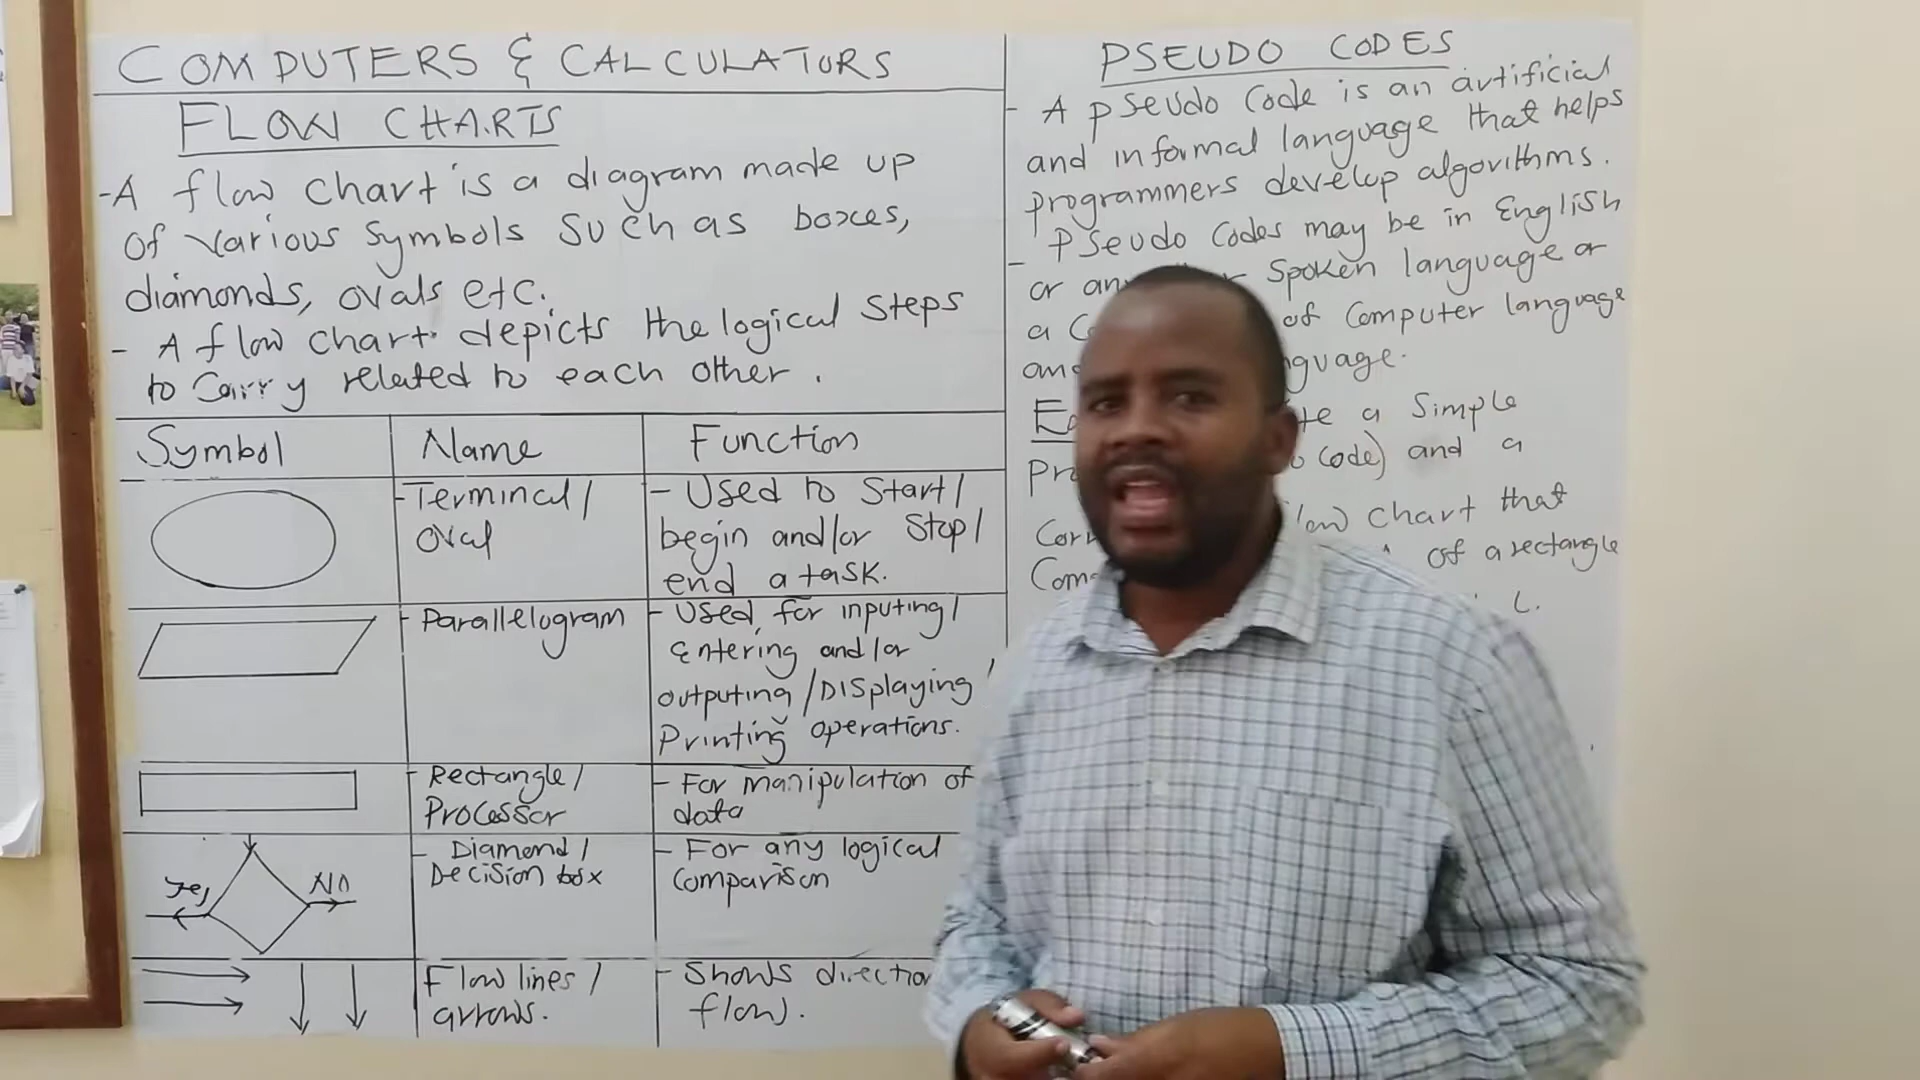 COMPUTERS & CALCULATORS
FLOW CHARTS
- A flow chart is a diagram made up
of various symbols such as boxes,
diamonds, ovals etc.
- A flow chart depicts the logical steps
to carry related to each other.
Symbol Name Function
- Terminal/
Oval
- Used to start/
begin and/or stop/
end a task.
- Parallelogram
- Used for inputing/
Entering and/or
outputing/Displaying/
Printing operations.
- Rectangle/
Processor
- For manipulation of
data
Yes NO
- Diamond/
Decision box
- For any logical
comparison
Flow lines/
arrows.
- Shows direction
flow.
PSEUDO CODES
- A pseudo code is an artificial
and informal language that helps
programmers develop algorithms.
- Pseudo codes may be in English
or spoken language or
a of computer language
and
a simple
code) and a
chart that
of a rectangle
L.